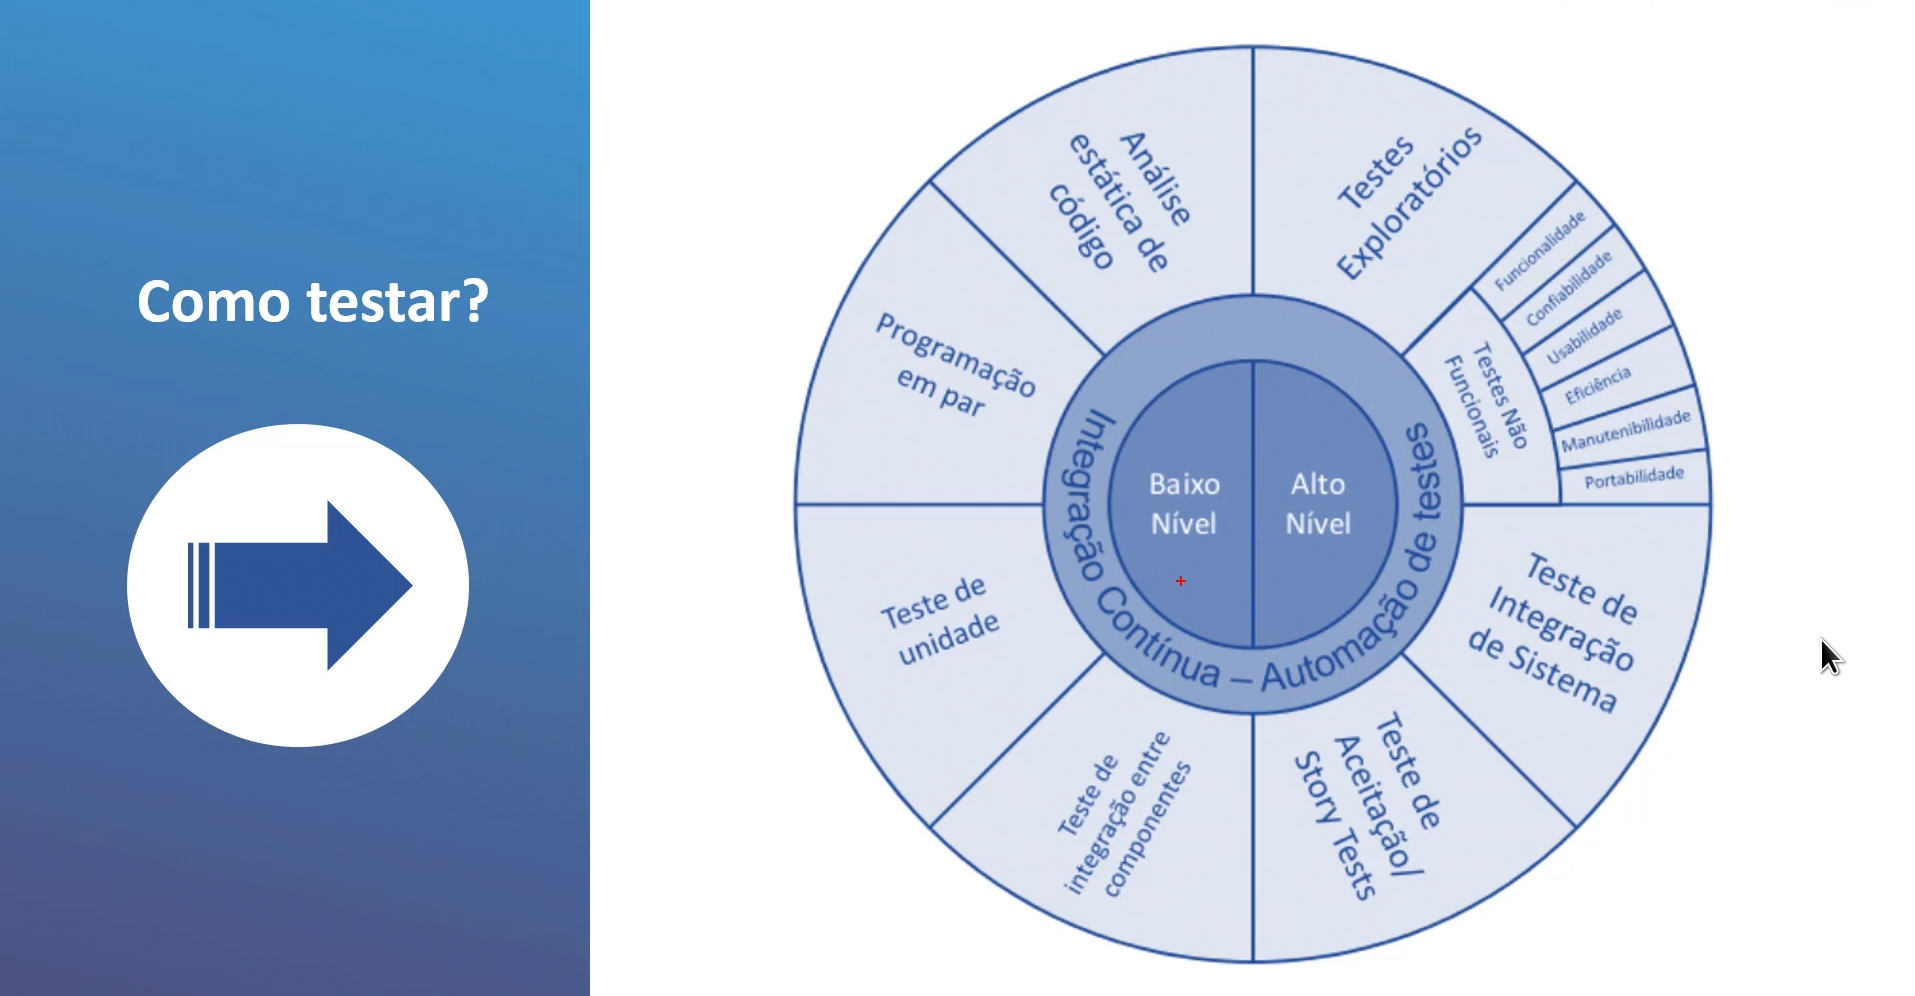 Como testar?
Análise
estática de
código
Testes
Exploratórios
Funcionalidade
Confiabilidade
Usabilidade
Eficiência
Manutenibilidade
Portabilidade
Testes Não
Funcionais
Programação
em par
Baixo
Nível
Alto
Nível
Integração Contínua – Automação de testes
Teste de
unidade
Teste de
Integração
de Sistema
Teste de
integração entre
componentes
Teste de
Aceitação/
Story Tests